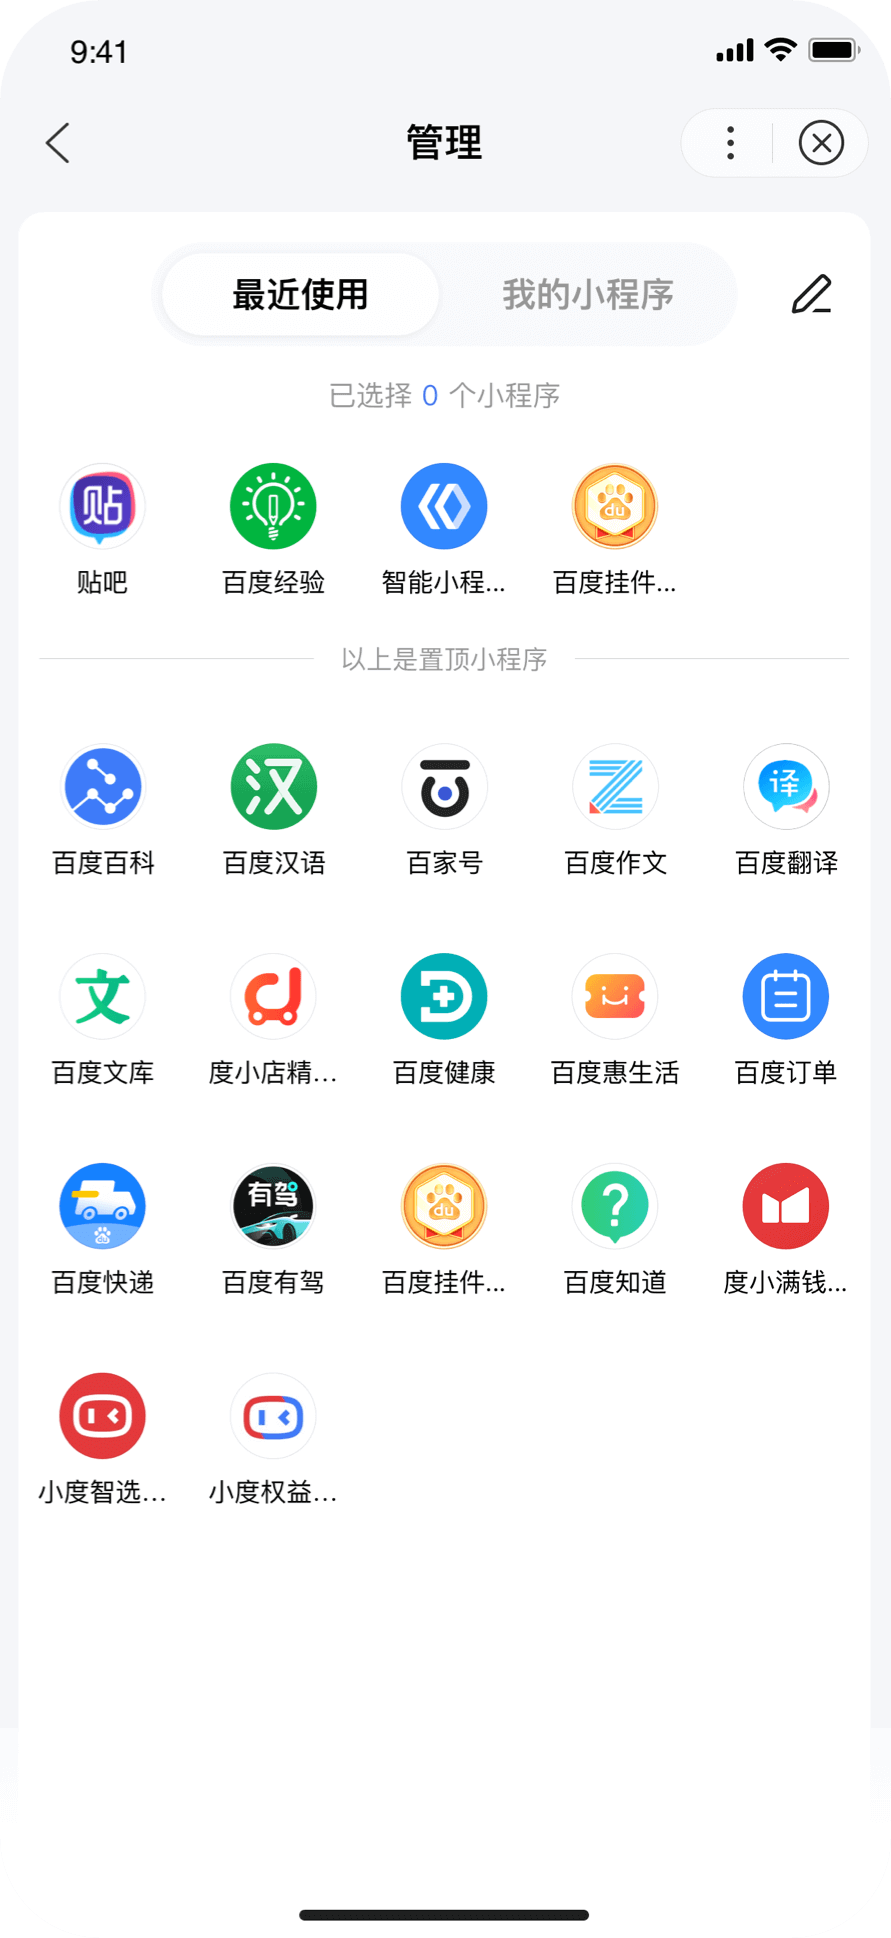 9:41
管理
最近使用 我的小程序
已选择 0 个小程序
贴
du
贴吧 百度经验 智能小程... 百度挂件...
以上是置顶小程序
汉 译
百度百科 百度汉语 百家号 百度作文 百度翻译
文
百度文库 度小店精... 百度健康 百度惠生活 百度订单
有驾 du ?
du
百度快递 百度有驾 百度挂件... 百度知道 度小满钱...
小度智选... 小度权益...